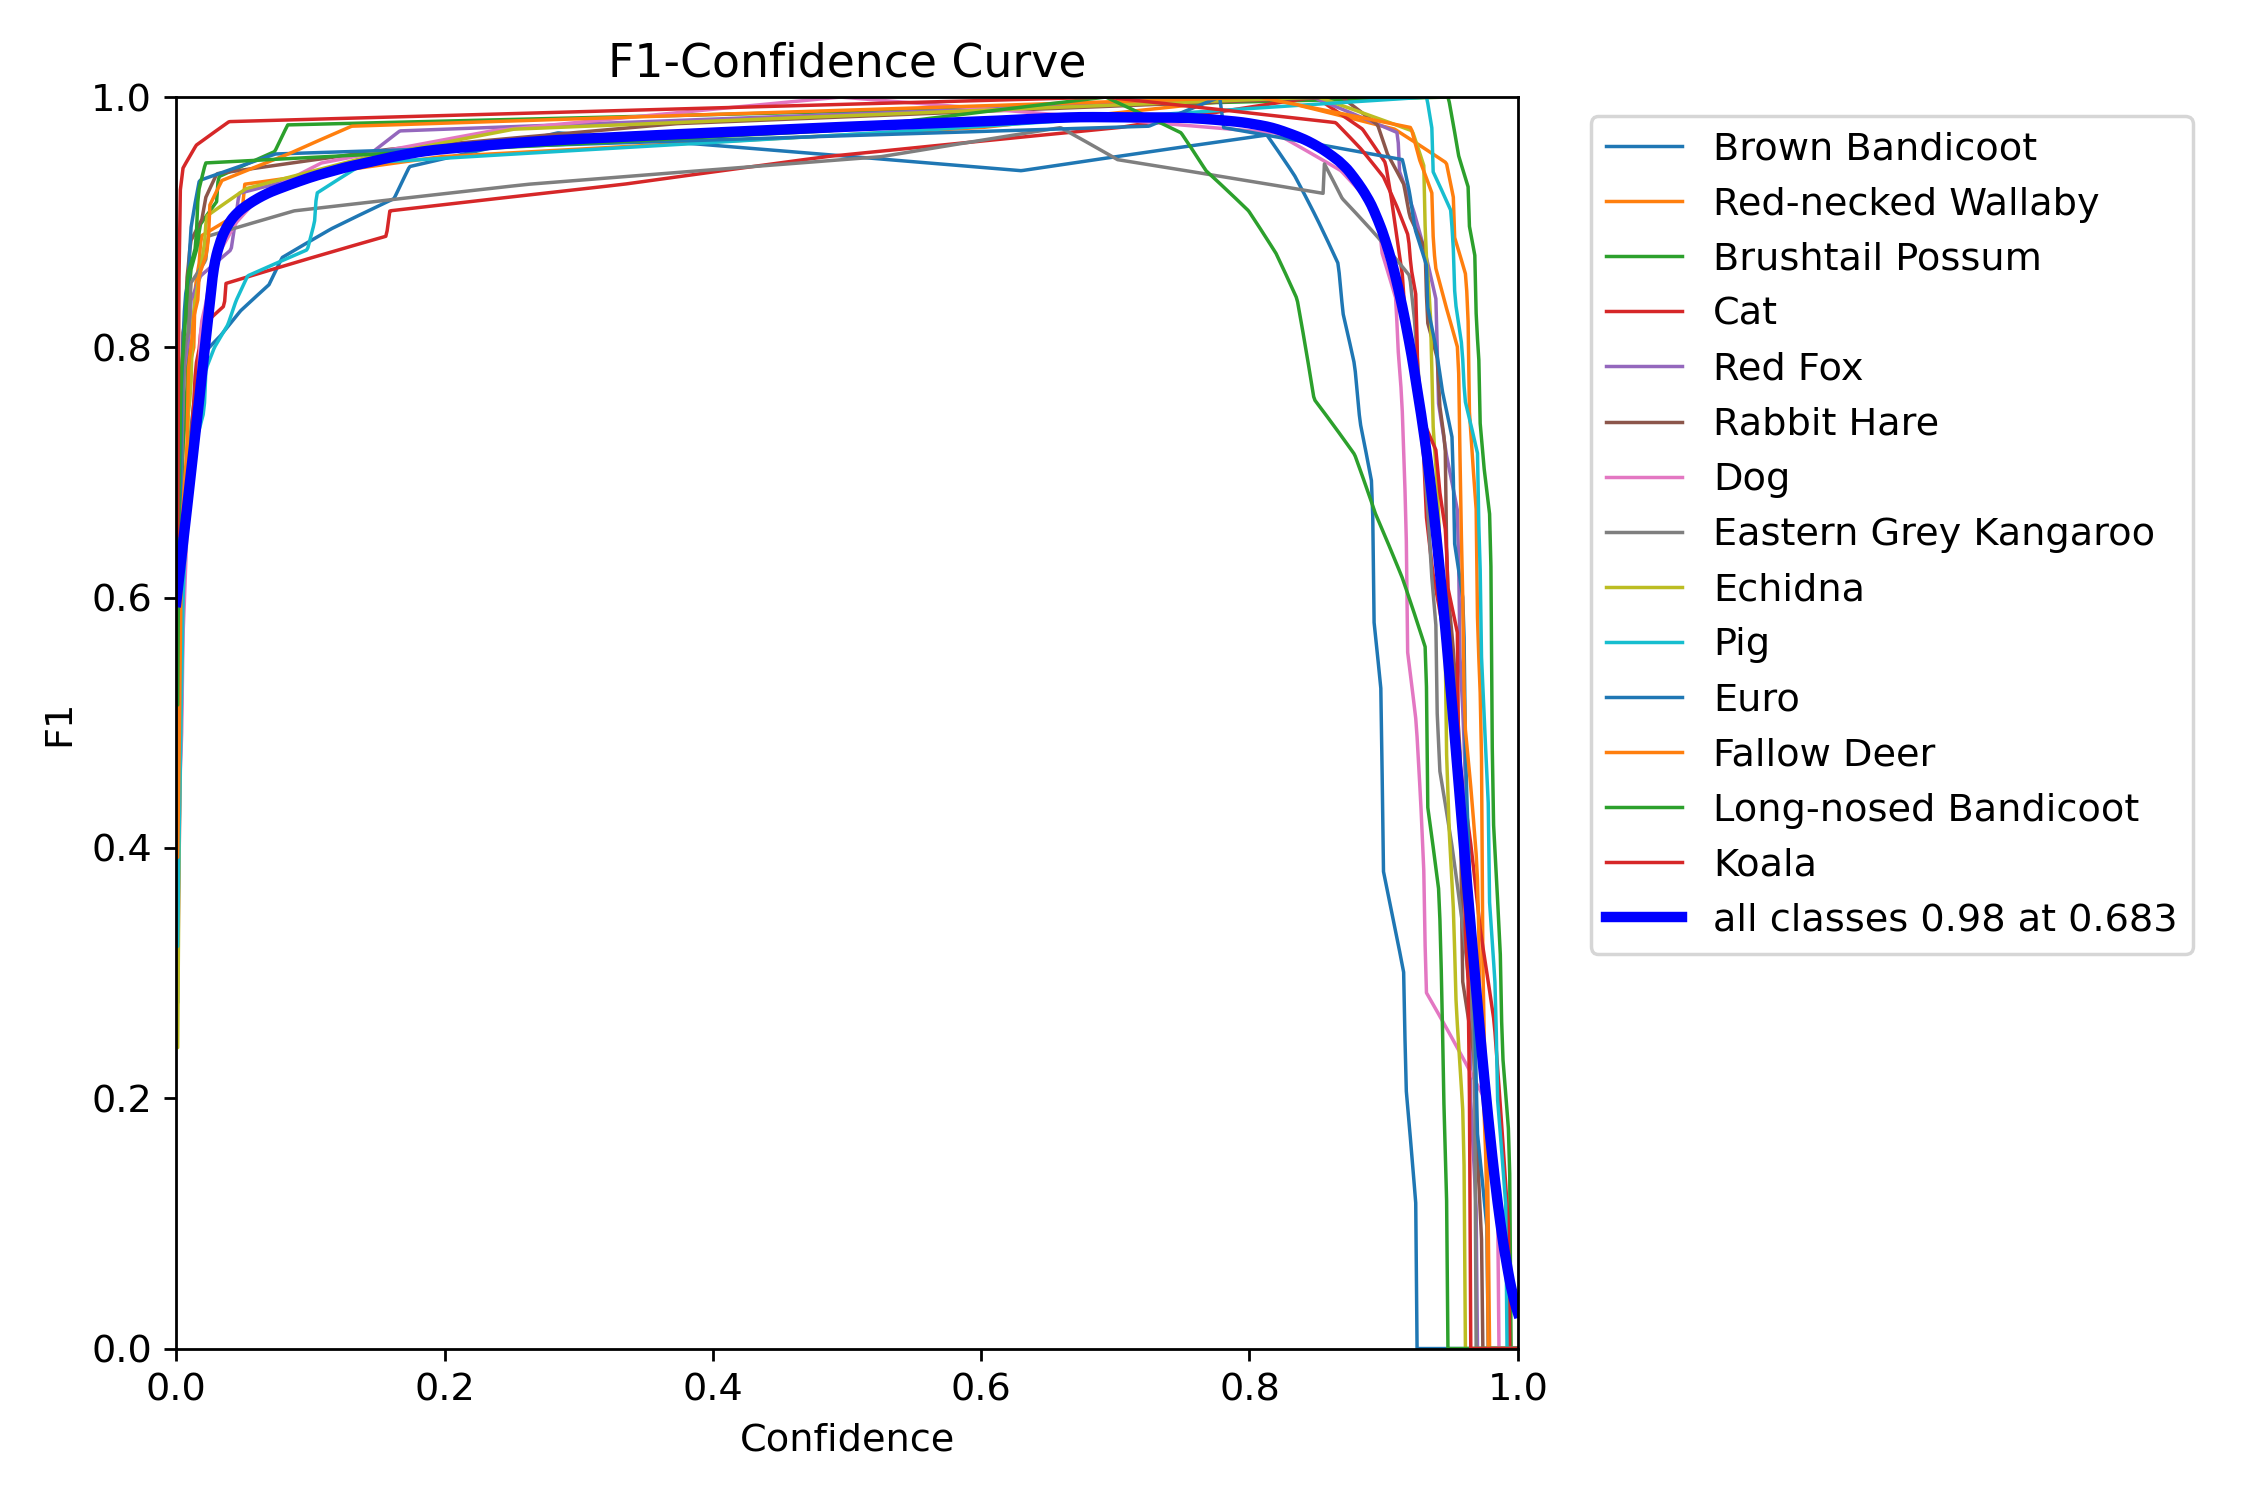 F1-Confidence Curve
1.0
0.8
0.6
0.4
0.2
0.0
F1
0.0 0.2 0.4 0.6 0.8 1.0
Confidence
Brown Bandicoot
Red-necked Wallaby
Brushtail Possum
Cat
Red Fox
Rabbit Hare
Dog
Eastern Grey Kangaroo
Echidna
Pig
Euro
Fallow Deer
Long-nosed Bandicoot
Koala
all classes 0.98 at 0.683